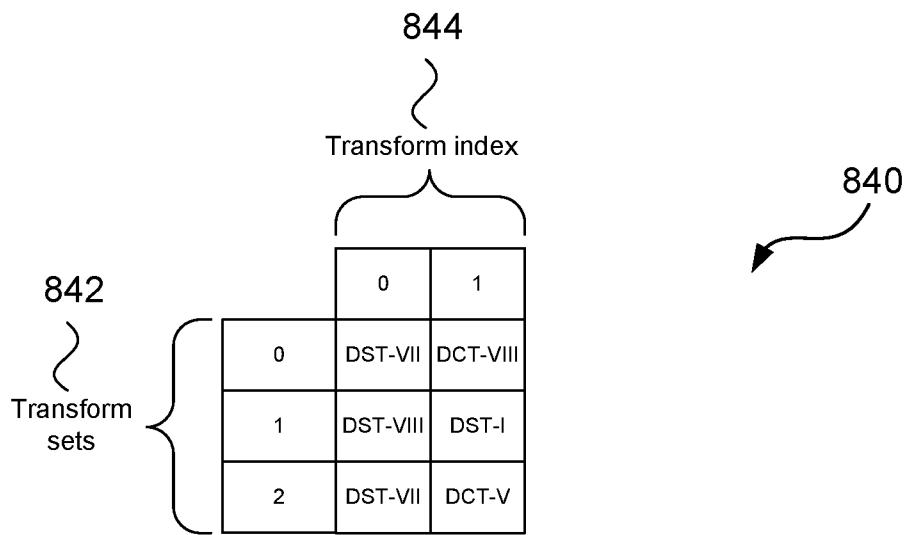 844
Transform index
840
0 1
842
0 DST-VII DCT-VIII
Transform
sets
1 DST-VIII DST-I
2 DST-VII DCT-V